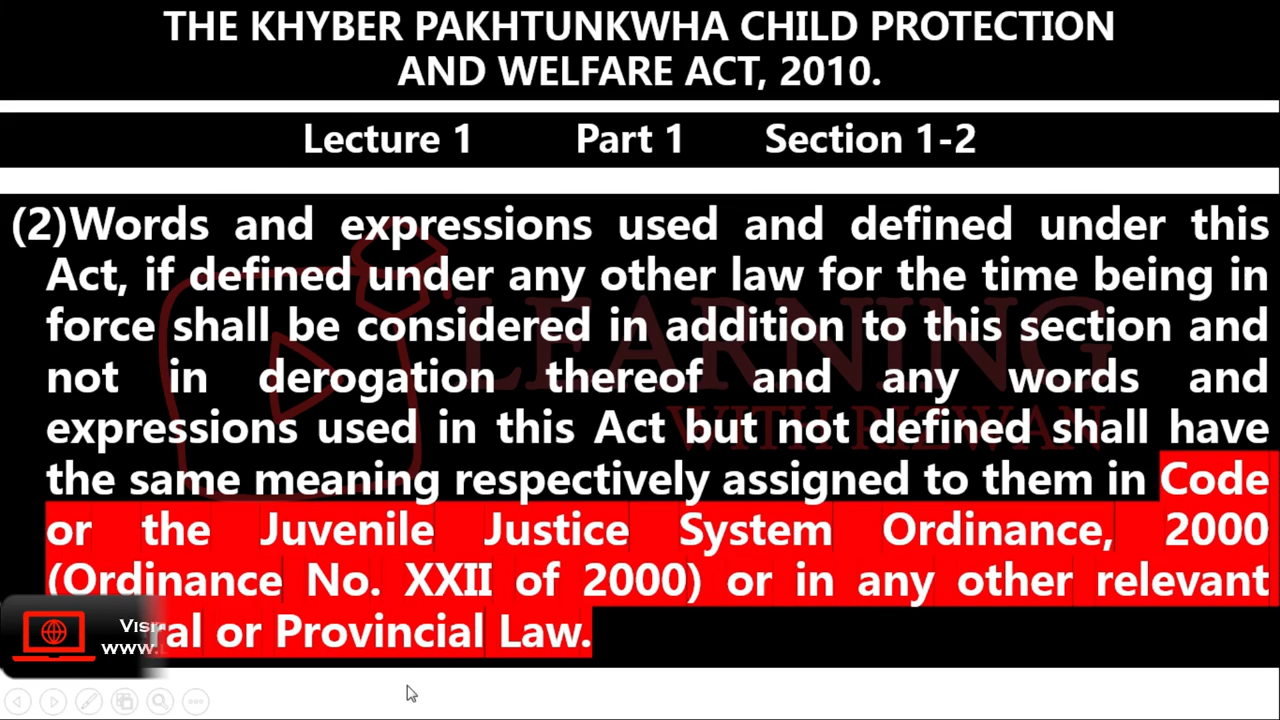 THE KHYBER PAKHTUNKWHA CHILD PROTECTION
AND WELFARE ACT, 2010.
Lecture 1 Part 1 Section 1-2
(2)Words and expressions used and defined under this
Act, if defined under any other law for the time being in
force shall be considered in addition to this section and
not in derogation thereof and any words and
expressions used in this Act but not defined shall have
the same meaning respectively assigned to them in Code
or the Juvenile Justice System Ordinance, 2000
(Ordinance No. XXII of 2000) or in any other relevant
or Provincial Law.
LEARNING
WITH RIZWAN
www.